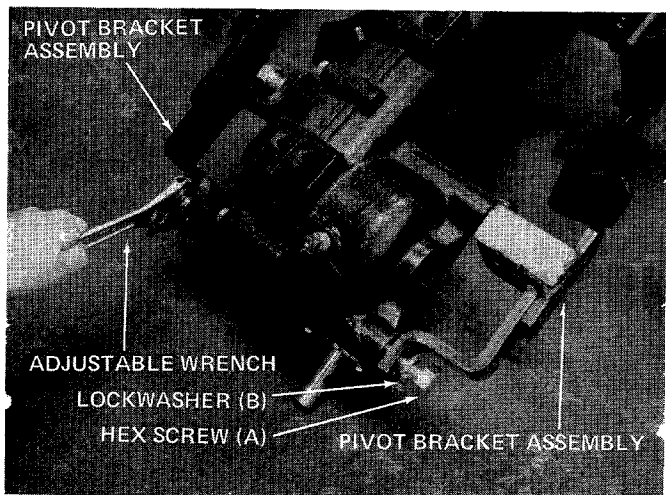 PIVOT BRACKET
ASSEMBLY
ADJUSTABLE WRENCH
LOCKWASHER (B)
HEX SCREW (A)
PIVOT BRACKET ASSEMBLY